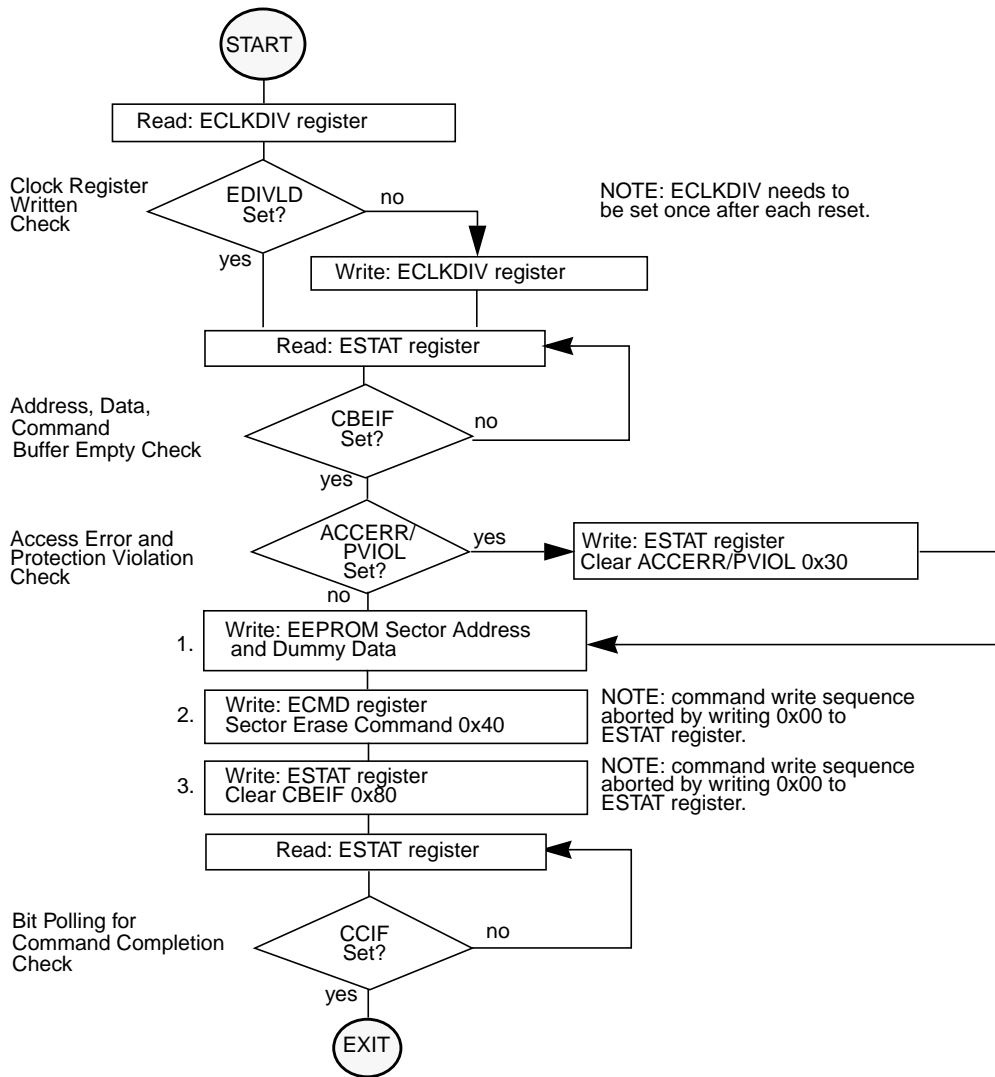 START
Read: ECLKDIV register
Clock Register
Written
Check
EDIVLD
Set?
no
yes
NOTE: ECLKDIV needs to
be set once after each reset.
Write: ECLKDIV register
Read: ESTAT register
Address, Data,
Command
Buffer Empty Check
CBEIF
Set?
no
yes
Access Error and
Protection Violation
Check
ACCERR/
PVIOL
Set?
yes
no
Write: ESTAT register
Clear ACCERR/PVIOL 0x30
1.
Write: EEPROM Sector Address
and Dummy Data
2.
Write: ECMD register
Sector Erase Command 0x40
NOTE: command write sequence
aborted by writing 0x00 to
ESTAT register.
3.
Write: ESTAT register
Clear CBEIF 0x80
NOTE: command write sequence
aborted by writing 0x00 to
ESTAT register.
Read: ESTAT register
Bit Polling for
Command Completion
Check
CCIF
Set?
no
yes
EXIT